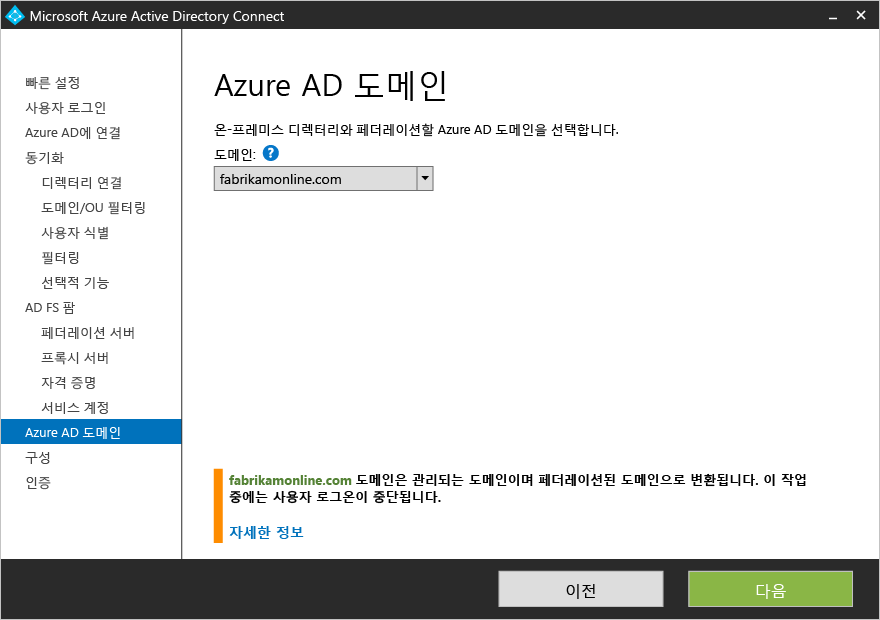 Microsoft Azure Active Directory Connect
빠른 설정
사용자 로그인
Azure AD에 연결
동기화
디렉터리 연결
도메인/OU 필터링
사용자 식별
필터링
선택적 기능
AD FS 팜
페더레이션 서버
프록시 서버
자격 증명
서비스 계정
Azure AD 도메인
구성
인증
Azure AD 도메인
온-프레미스 디렉터리와 페더레이션할 Azure AD 도메인을 선택합니다.
도메인: ?
fabrikamonline.com
fabrikamonline.com 도메인은 관리되는 도메인이며 페더레이션된 도메인으로 변환됩니다. 이 작업
중에는 사용자 로그온이 중단됩니다.
자세한 정보
이전
다음